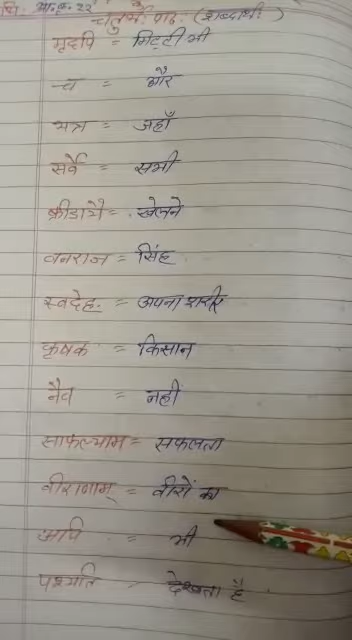 चतुर्थः पाठ. (शब्दार्थ)
मृदपि = मिट्टी भी
च = और
यत्र = जहाँ
सर्वे = सभी
क्रीडायै = खेलने
वनराज = सिंह
स्वदेहः = अपना शरीर
कृषक = किसान
नैव = नहीं
साफल्याम = सफलता
वीराणाम् = वीरों का
अपि = भी
पश्यति - देखता है